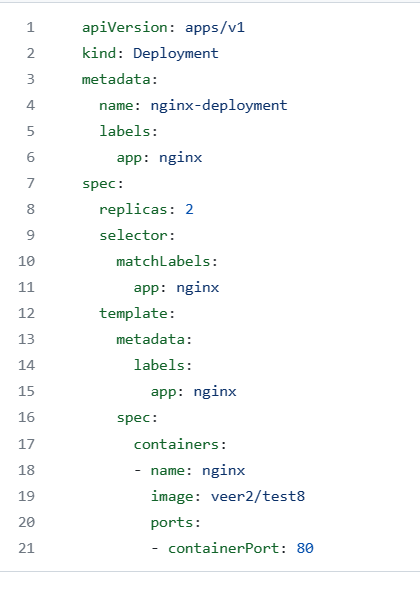 1 apiVersion: apps/v1
2 kind: Deployment
3 metadata:
4   name: nginx-deployment
5   labels:
6     app: nginx
7 spec:
8   replicas: 2
9   selector:
10     matchLabels:
11       app: nginx
12   template:
13     metadata:
14       labels:
15         app: nginx
16     spec:
17       containers:
18       - name: nginx
19         image: veer2/test8
20         ports:
21         - containerPort: 80